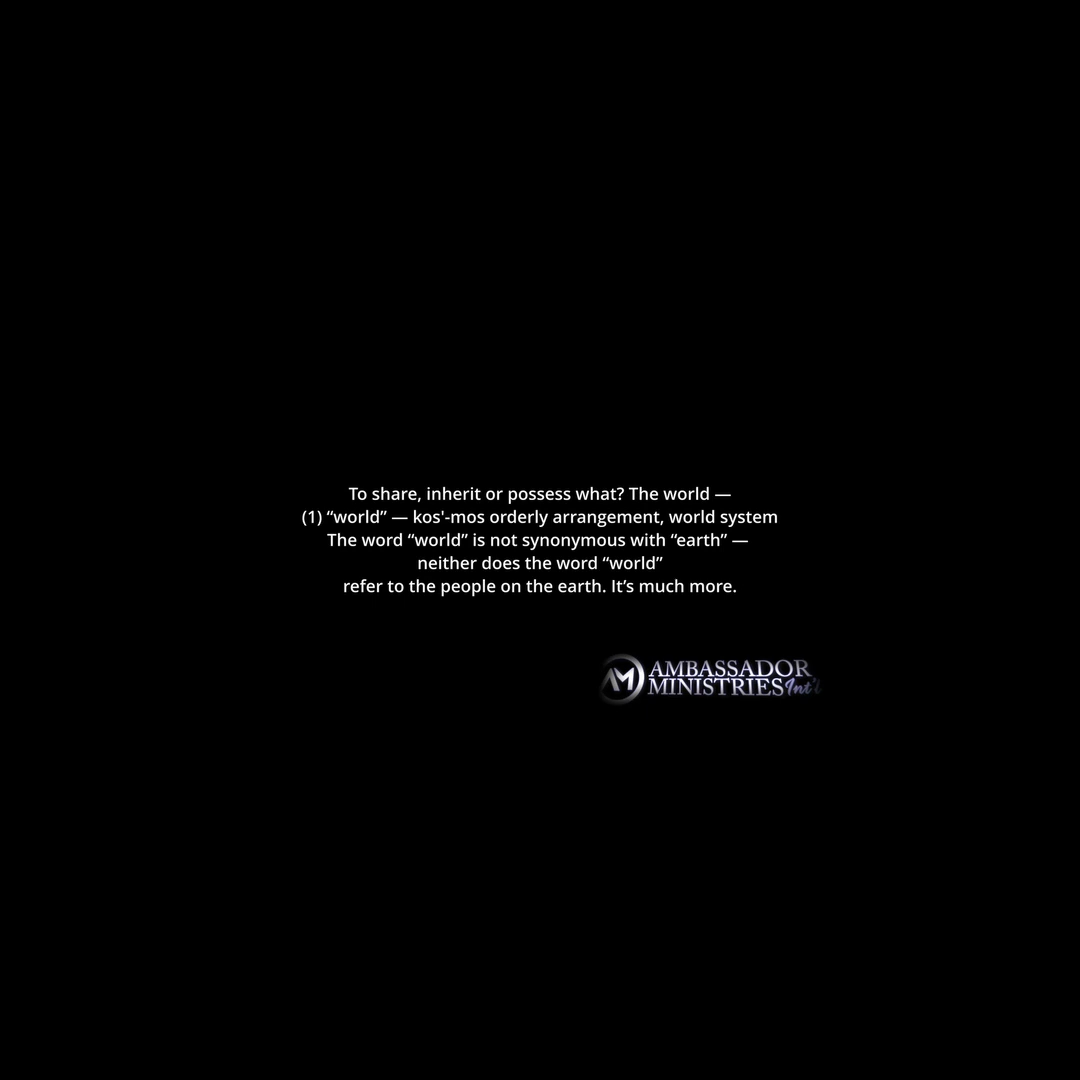 To share, inherit or possess what? The world —
(1) “world” — kos'-mos orderly arrangement, world system
The word “world” is not synonymous with “earth” —
neither does the word “world”
refer to the people on the earth. It’s much more.
AM AMBASSADOR
MINISTRIES Int'l